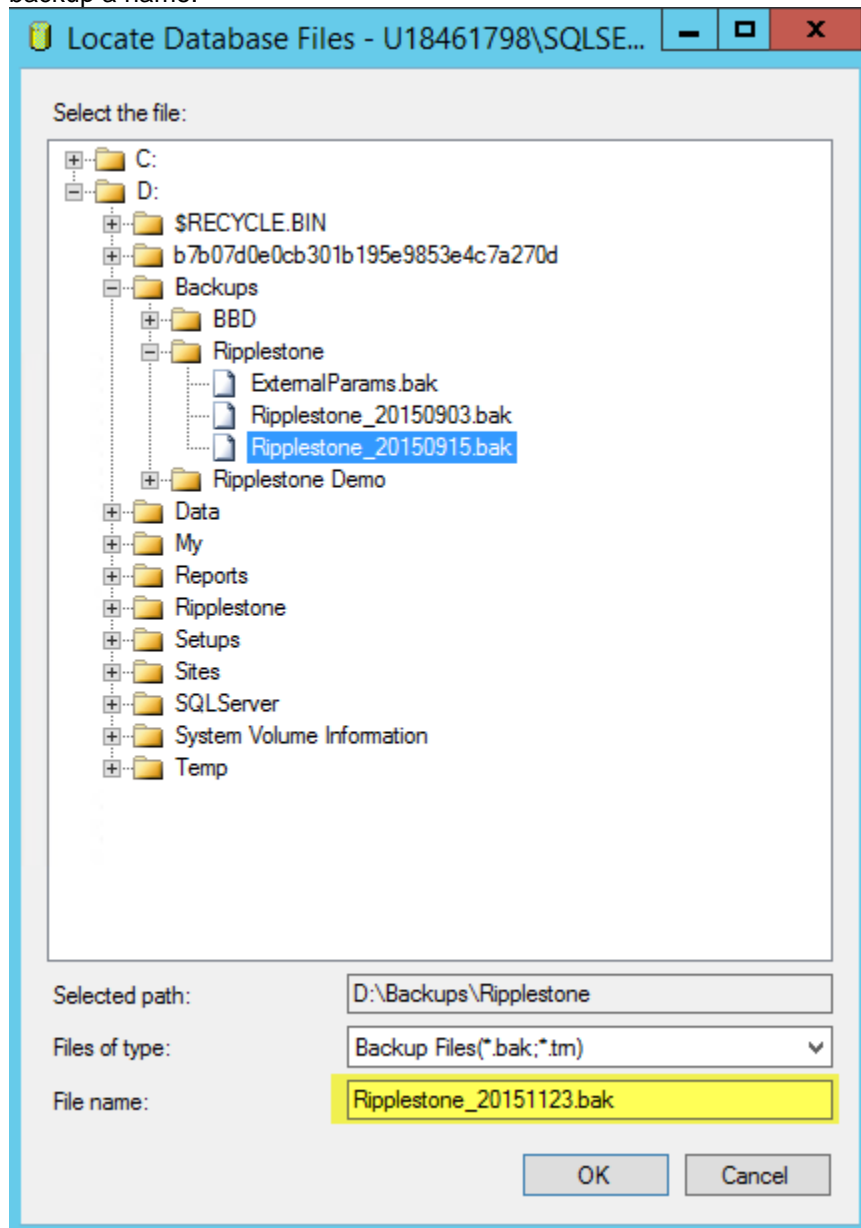 backup a name.
Locate Database Files - U18461798\SQLSE...
Select the file:
C:
D:
$RECYCLE.BIN
b7b07d0e0cb301b195e9853e4c7a270d
Backups
BBD
Ripplestone
ExternalParams.bak
Ripplestone_20150903.bak
Ripplestone_20150915.bak
Ripplestone Demo
Data
My
Reports
Ripplestone
Setups
Sites
SQLServer
System Volume Information
Temp
Selected path: D:\Backups\Ripplestone
Files of type: Backup Files(*.bak;*.trn)
File name: Ripplestone_20151123.bak
OK Cancel